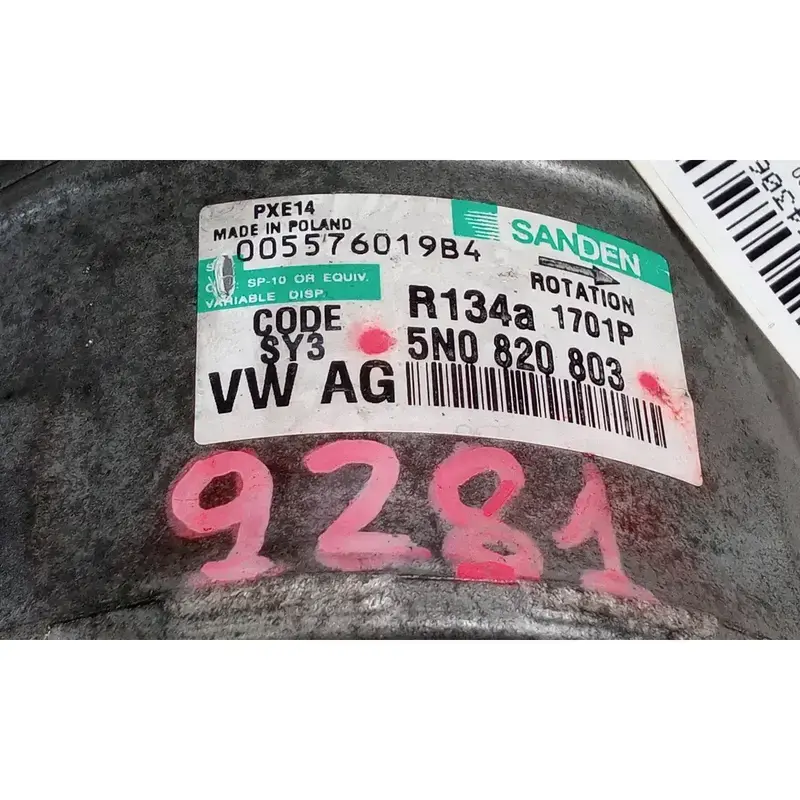 PXE14
MADE IN POLAND
005576019B4
SANDEN
ROTATION
SP-10 OR EQUIV.
VARIABLE DISP.
R134a 1701P
CODE
SY3
5N0 820 803
VW AG
9281